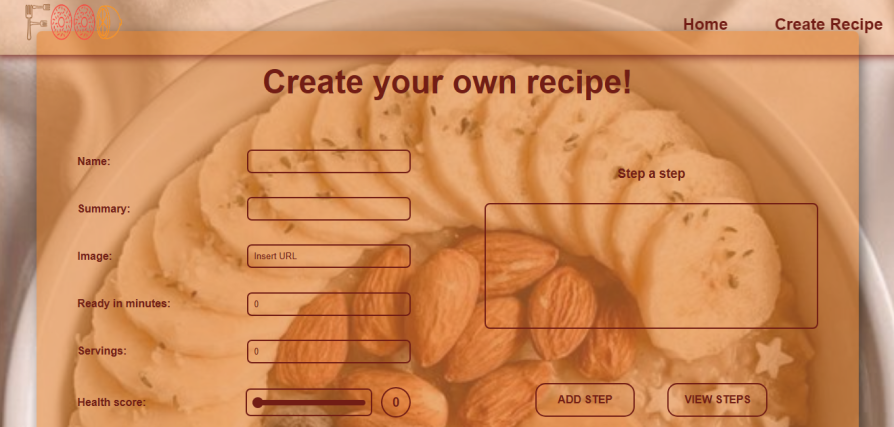 FOOD
Home
Create Recipe
Create your own recipe!
Name:
Summary:
Image:
Insert URL
Ready in minutes:
0
Servings:
0
Health score:
0
Step a step
ADD STEP
VIEW STEPS